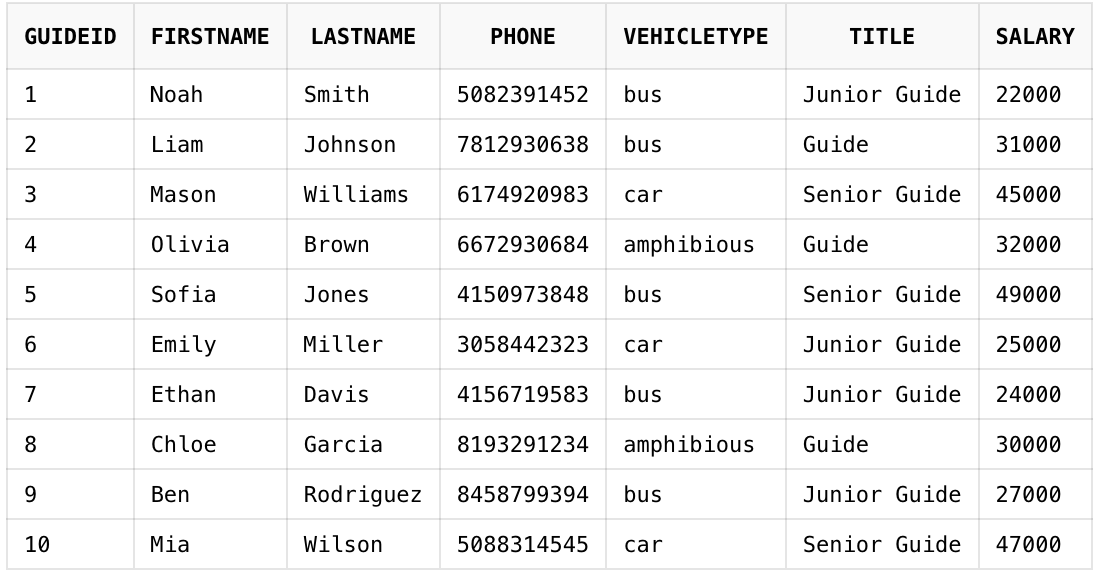 GUIDEID FIRSTNAME LASTNAME PHONE VEHICLETYPE TITLE SALARY
1 Noah Smith 5082391452 bus Junior Guide 22000
2 Liam Johnson 7812930638 bus Guide 31000
3 Mason Williams 6174920983 car Senior Guide 45000
4 Olivia Brown 6672930684 amphibious Guide 32000
5 Sofia Jones 4150973848 bus Senior Guide 49000
6 Emily Miller 3058442323 car Junior Guide 25000
7 Ethan Davis 4156719583 bus Junior Guide 24000
8 Chloe Garcia 8193291234 amphibious Guide 30000
9 Ben Rodriguez 8458799394 bus Junior Guide 27000
10 Mia Wilson 5088314545 car Senior Guide 47000